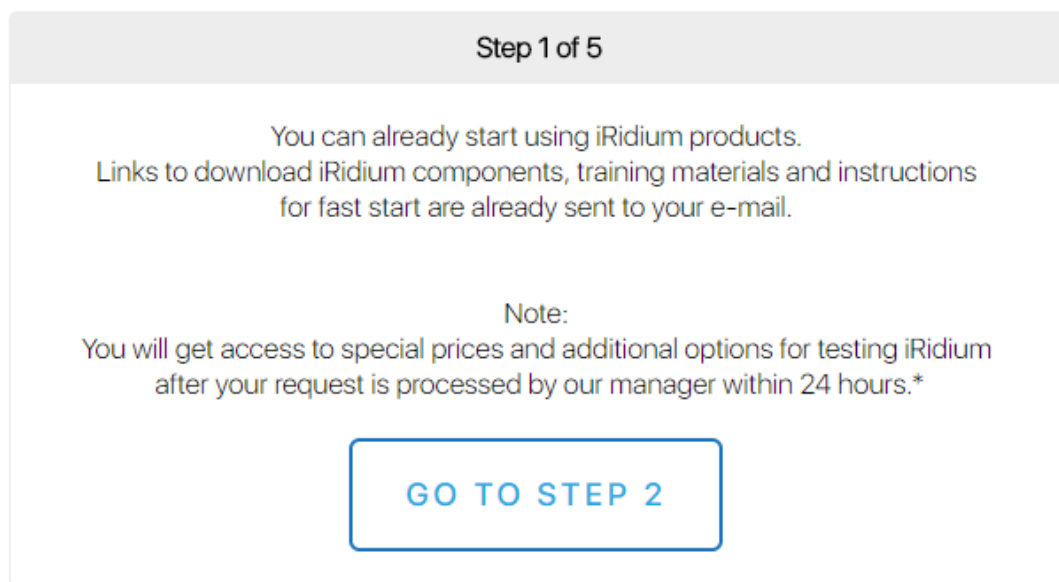 Step 1 of 5
You can already start using iRidium products.
Links to download iRidium components, training materials and instructions
for fast start are already sent to your e-mail.
Note:
You will get access to special prices and additional options for testing iRidium
after your request is processed by our manager within 24 hours.*
GO TO STEP 2